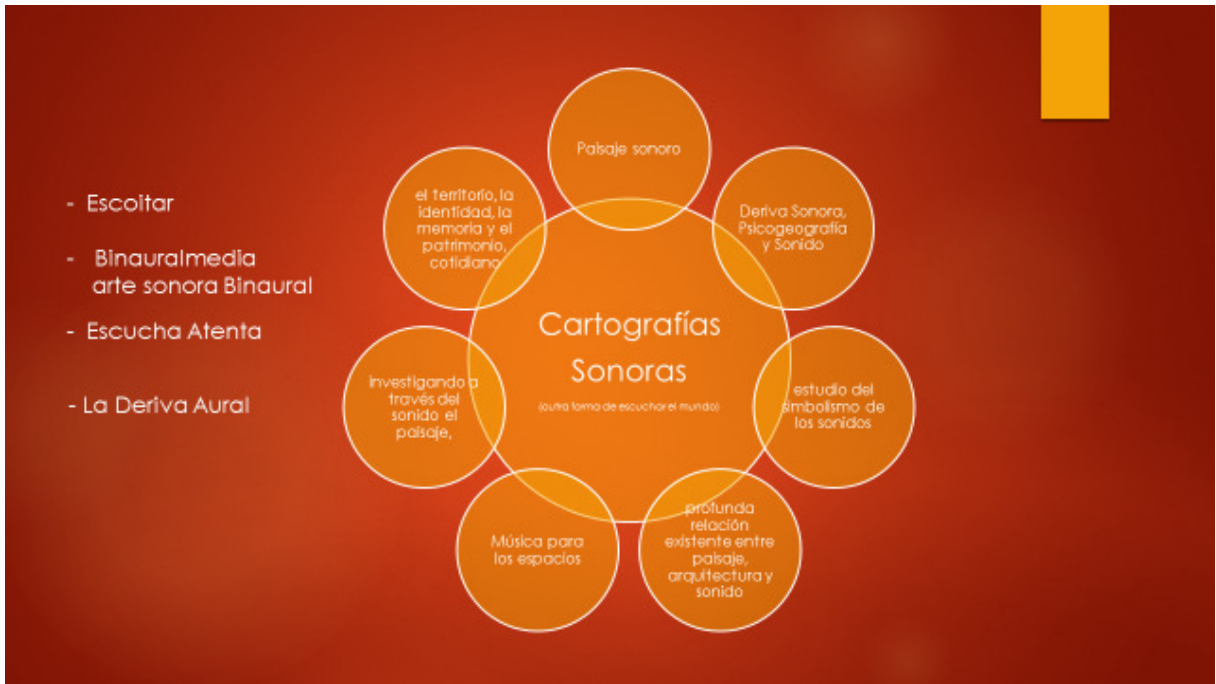 - Escoitar
- Binauralmedia
arte sonora Binaural
- Escucha Atenta
- La Deriva Aural
Cartografías
Sonoras
(outra forma de escuchar el mundo)
Paisaje sonoro
Deriva Sonora,
Psicogeografía
y Sonido
estudio del
simbolismo de
los sonidos
profunda
relación
existente entre
paisaje,
arquitectura y
sonido
Música para
los espacios
investigando a
través del
sonido el
paisaje,
el territorio, la
identidad, la
memoria y el
patrimonio,
cotidiano